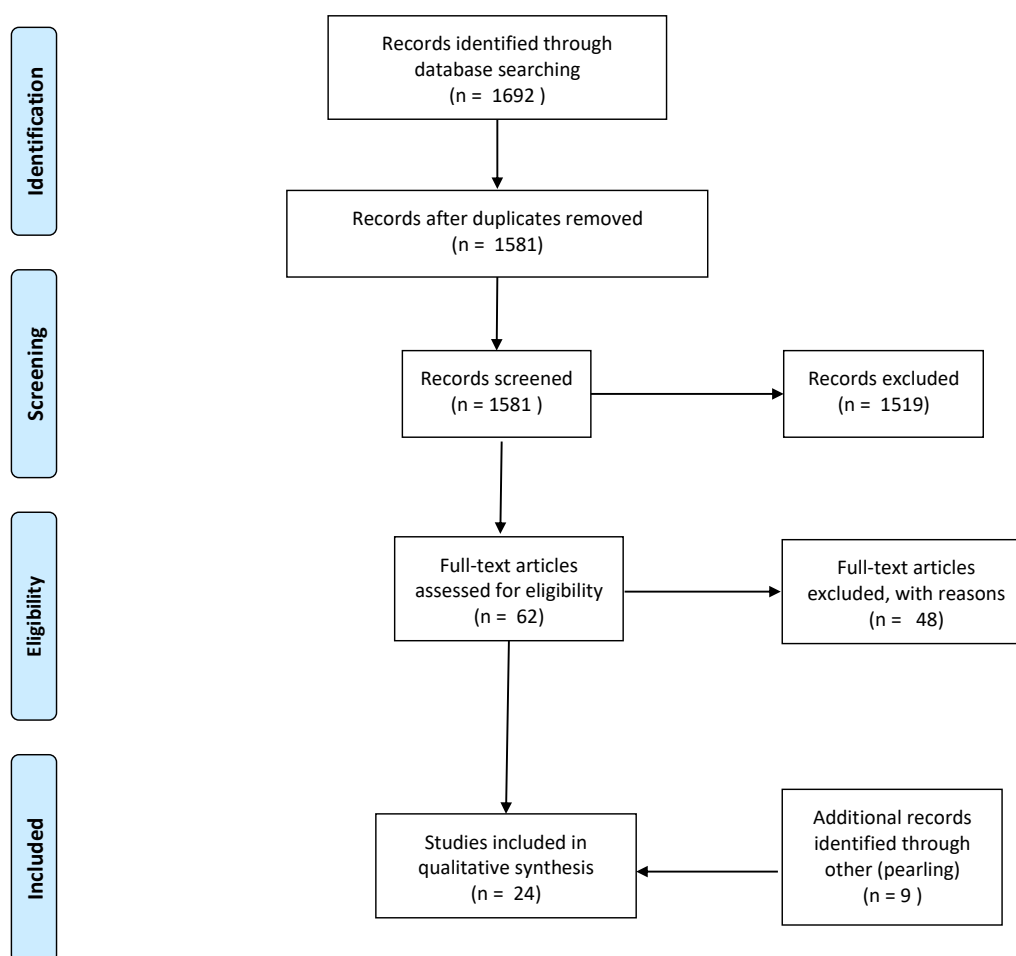 Identification
Records identified through
database searching
(n =  1692 )
Records after duplicates removed
(n =  1581)
Screening
Records screened
(n = 1581 )
Records excluded
(n =  1519)
Eligibility
Full-text articles
assessed for eligibility
(n =  62)
Full-text articles
excluded, with reasons
(n =   48)
Included
Studies included in
qualitative synthesis
(n =  24)
Additional records
identified through
other (pearling)
(n = 9 )